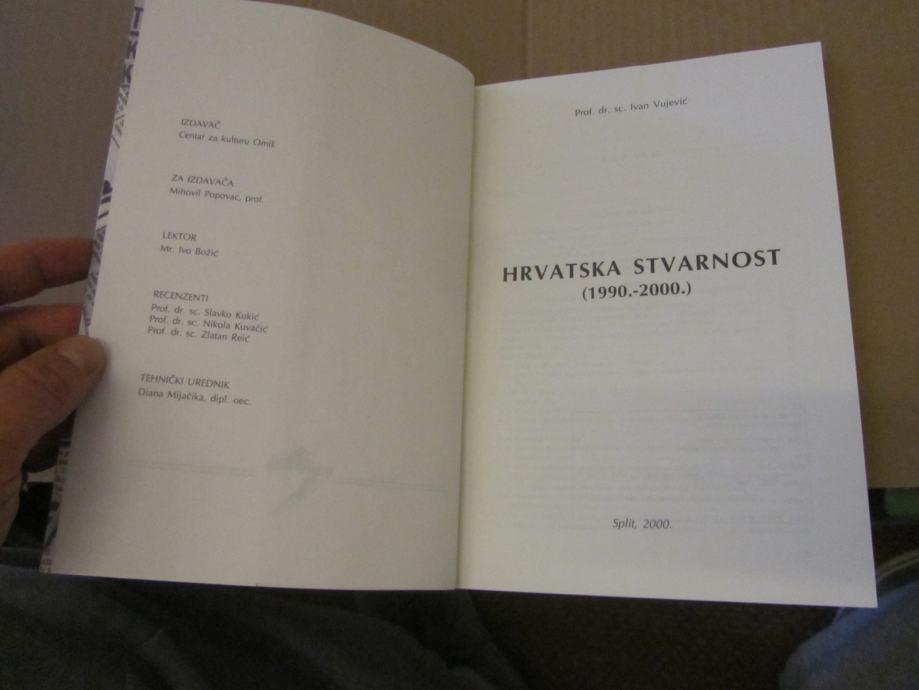 IZDAVAČ
Centar za kulturu Omiš
ZA IZDAVAČA
Mihovil Popovac, prof.
LEKTOR
Mr. Ivo Božić
RECENZENTI
Prof. dr. sc. Slavko Kukić
Prof. dr. sc. Nikola Kuvačić
Prof. dr. sc. Zlatan Reić
TEHNIČKI UREDNIK
Diana Mijačika, dipl. oec.
Prof. dr. sc. Ivan Vujević
HRVATSKA STVARNOST
(1990.-2000.)
Split, 2000.